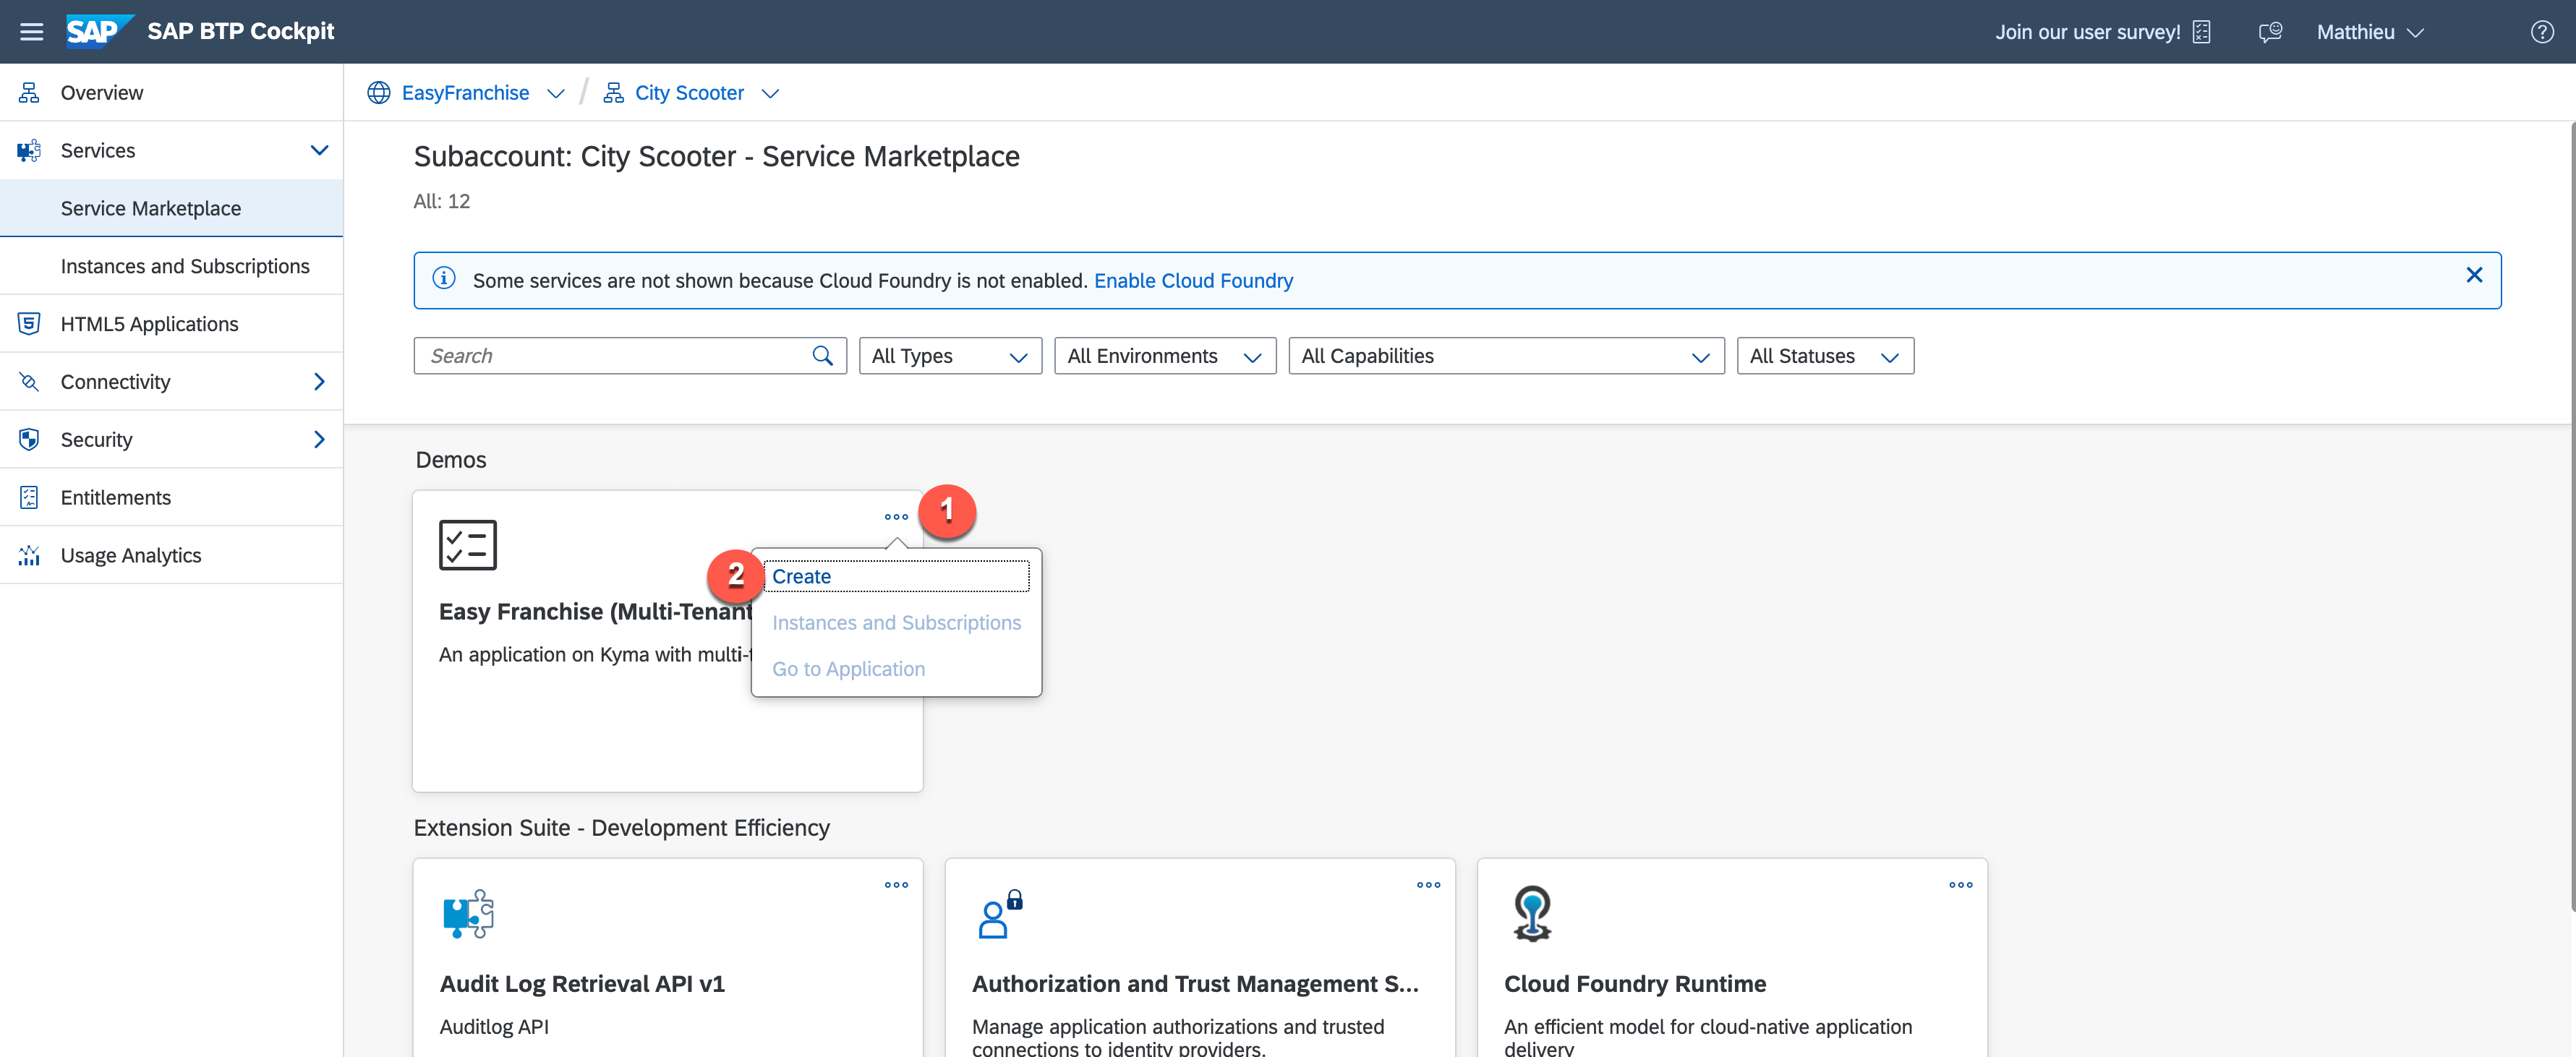 SAP SAP BTP Cockpit
Join our user survey!
Matthieu
Overview
Services
Service Marketplace
Instances and Subscriptions
HTML5 Applications
Connectivity
Security
Entitlements
Usage Analytics
EasyFranchise / City Scooter
Subaccount: City Scooter - Service Marketplace
All: 12
Some services are not shown because Cloud Foundry is not enabled. Enable Cloud Foundry
Search
All Types
All Environments
All Capabilities
All Statuses
Demos
1
2
Create
Instances and Subscriptions
Go to Application
Easy Franchise (Multi-Tenant
An application on Kyma with multi-
Extension Suite - Development Efficiency
Audit Log Retrieval API v1
Auditlog API
Authorization and Trust Management S...
Manage application authorizations and trusted
connections to identity providers.
Cloud Foundry Runtime
An efficient model for cloud-native application
delivery